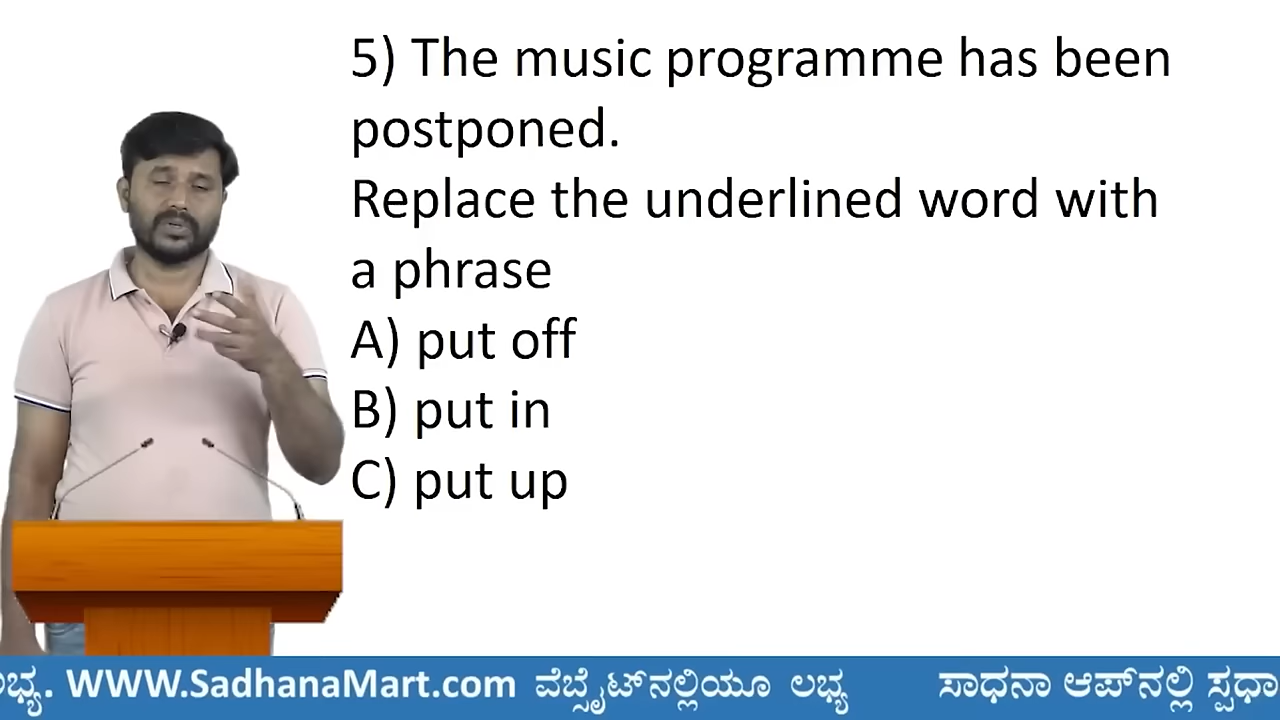 5) The music programme has been
postponed.
Replace the underlined word with
a phrase
A) put off
B) put in
C) put up
ಲಭ್ಯ. WWW.SadhanaMart.com ವೆಬ್ಸೈಟ್‌ನಲ್ಲಿಯೂ ಲಭ್ಯ ಸಾಧನಾ ಆಪ್‌ನಲ್ಲಿ